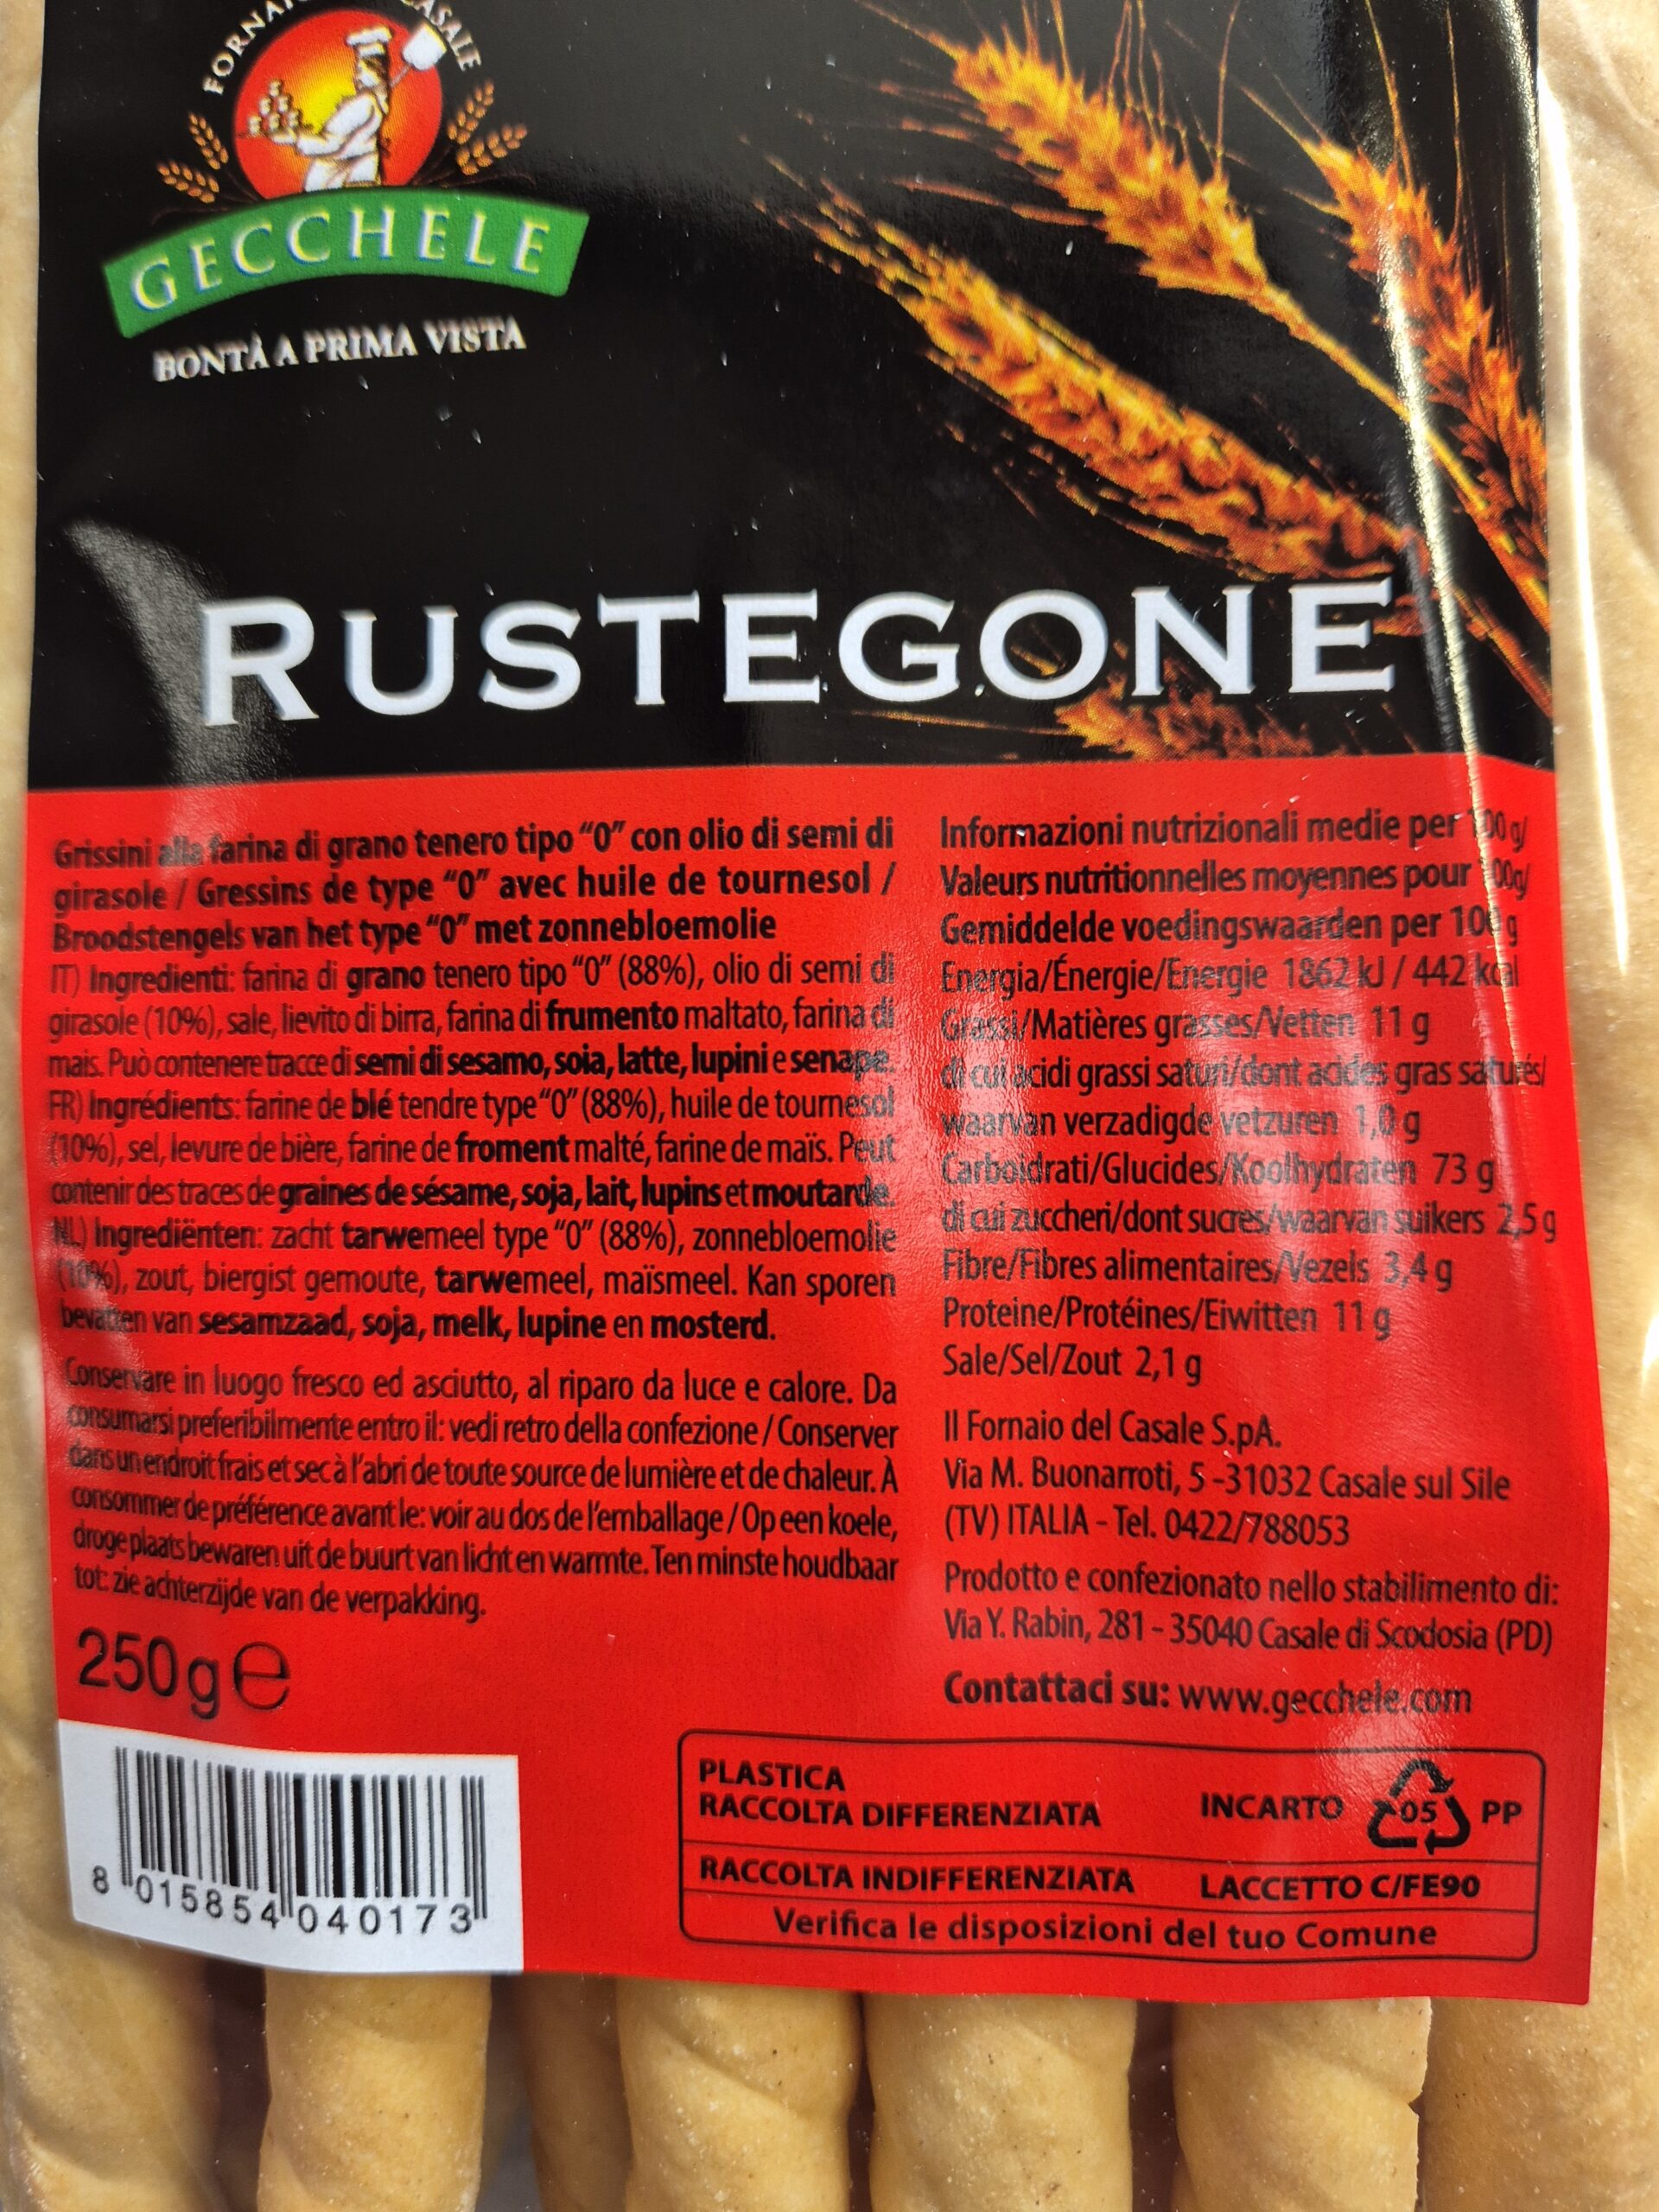 FORNAI CASALE
GECCHELE
BONTÀ A PRIMA VISTA
RUSTEGONE
Grissini alla farina di grano tenero tipo “0” con olio di semi di
girasole / Gressins de type “0” avec huile de tournesol /
Broodstengels van het type “0” met zonnebloemolie
IT) Ingredienti: farina di grano tenero tipo “0” (88%), olio di semi di
girasole (10%), sale, lievito di birra, farina di frumento maltato, farina di
mais. Può contenere tracce di semi di sesamo, soia, latte, lupini e senape.
FR) Ingrédients: farine de blé tendre type “0” (88%), huile de tournesol
(10%), sel, levure de bière, farine de froment malté, farine de maïs. Peut
contenir des traces de graines de sésame, soja, lait, lupins et moutarde.
NL) Ingrediënten: zacht tarwemeel type “0” (88%), zonnebloemolie
(10%), zout, biergist gemoute, tarwemeel, maïsmeel. Kan sporen
bevatten van sesamzaad, soja, melk, lupine en mosterd.
Conservare in luogo fresco ed asciutto, al riparo da luce e calore. Da
consumarsi preferibilmente entro il: vedi retro della confezione / Conserver
dans un endroit frais et sec à l'abri de toute source de lumière et de chaleur. À
consommer de préférence avant le: voir au dos de l'emballage / Op een koele,
droge plaats bewaren uit de buurt van licht en warmte. Ten minste houdbaar
tot: zie achterzijde van de verpakking.
250g e
8 015854 040173
Informazioni nutrizionali medie per 100 g/
Valeurs nutritionnelles moyennes pour 100g/
Gemiddelde voedingswaarden per 100 g
Energia/Énergie/Energie 1862 kJ / 442 kcal
Grassi/Matières grasses/Vetten 11 g
di cui acidi grassi saturi/dont acides gras saturés/
waarvan verzadigde vetzuren 1,0 g
Carboidrati/Glucides/Koolhydraten 73 g
di cui zuccheri/dont sucres/waarvan suikers 2,5 g
Fibre/Fibres alimentaires/Vezels 3,4 g
Proteine/Protéines/Eiwitten 11 g
Sale/Sel/Zout 2,1 g
Il Fornaio del Casale S.pA.
Via M. Buonarroti, 5 -31032 Casale sul Sile
(TV) ITALIA - Tel. 0422/788053
Prodotto e confezionato nello stabilimento di:
Via Y. Rabin, 281 - 35040 Casale di Scodosia (PD)
Contattaci su: www.gecchele.com
PLASTICA
RACCOLTA DIFFERENZIATA INCARTO 05 PP
RACCOLTA INDIFFERENZIATA LACCETTO C/FE90
Verifica le disposizioni del tuo Comune